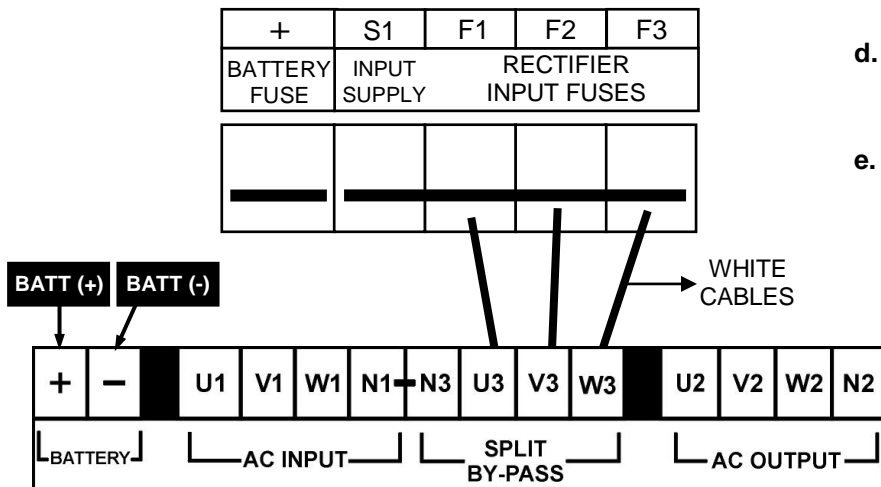 + S1 F1 F2 F3
BATTERY FUSE
INPUT SUPPLY
RECTIFIER INPUT FUSES
d.
e.
WHITE
CABLES
BATT (+) BATT (-)
+ − U1 V1 W1 N1 N3 U3 V3 W3 U2 V2 W2 N2
BATTERY AC INPUT SPLIT BY-PASS AC OUTPUT